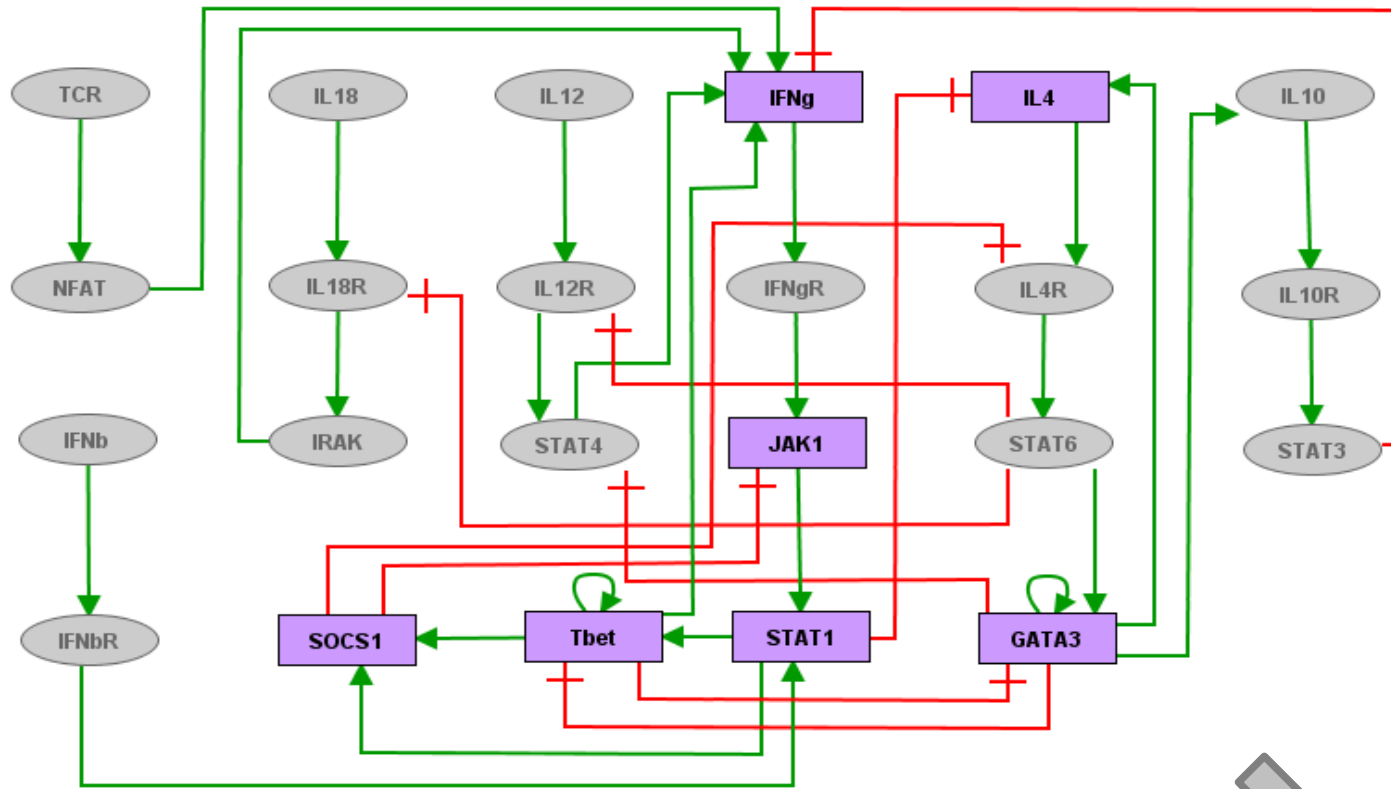 TCR
IL18
IL12
IFNg
IL4
IL10
NFAT
IL18R
IL12R
IFNgR
IL4R
IL10R
IFNb
IRAK
STAT4
JAK1
STAT6
STAT3
IFNbR
SOCS1
Tbet
STAT1
GATA3